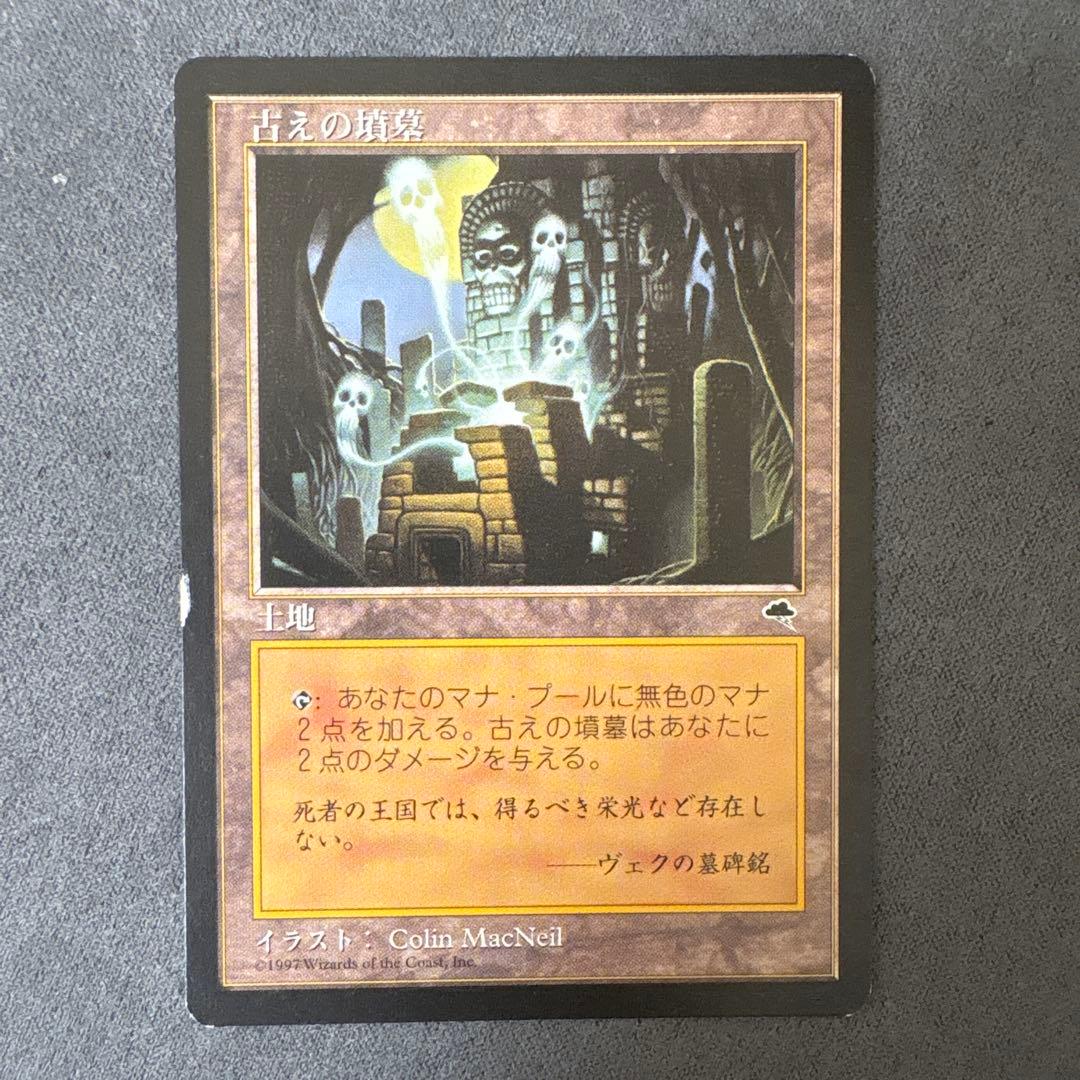 古えの墳墓
土地
: あなたのマナ・プールに無色のマナ
2点を加える。古えの墳墓はあなたに
2点のダメージを与える。
死者の王国では、得るべき栄光など存在し
ない。
――ヴェクの墓碑銘
イラスト: Colin MacNeil
©1997 Wizards of the Coast, Inc.